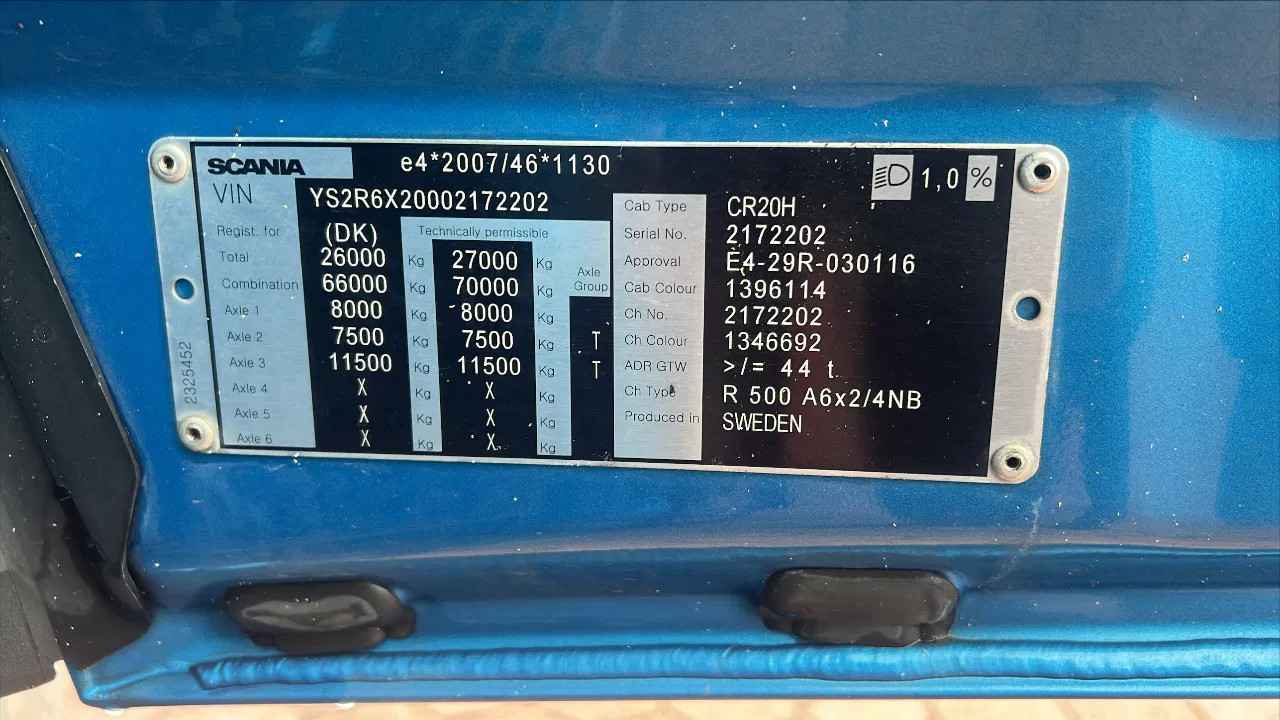 SCANIA e4*2007/46*1130
VIN YS2R6X20002172202 1,0 %
Regist. for (DK) Technically permissible
Total 26000 Kg 27000 Kg Axle Group
Combination 66000 Kg 70000 Kg
Axle 1 8000 Kg 8000 Kg
Axle 2 7500 Kg 7500 Kg T
Axle 3 11500 Kg 11500 Kg T
Axle 4 X Kg X Kg
Axle 5 X Kg X Kg
Axle 6 X Kg X Kg
2325452
Cab Type CR20H
Serial No. 2172202
Approval E4-29R-030116
Cab Colour 1396114
Ch No. 2172202
Ch Colour 1346692
ADR GTW >/= 44 t
Ch Type R 500 A6x2/4NB
Produced in SWEDEN